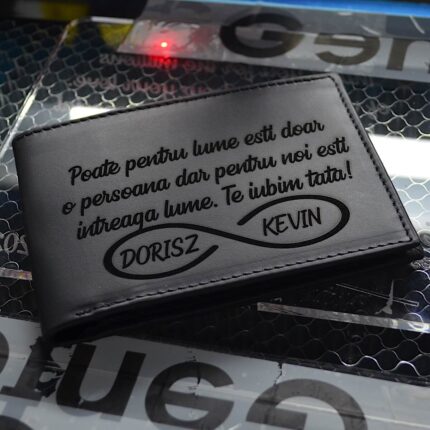 Poate pentru lume esti doar
o persoana dar pentru noi esti
intreaga lume. Te iubim tata!
DORISZ KEVIN